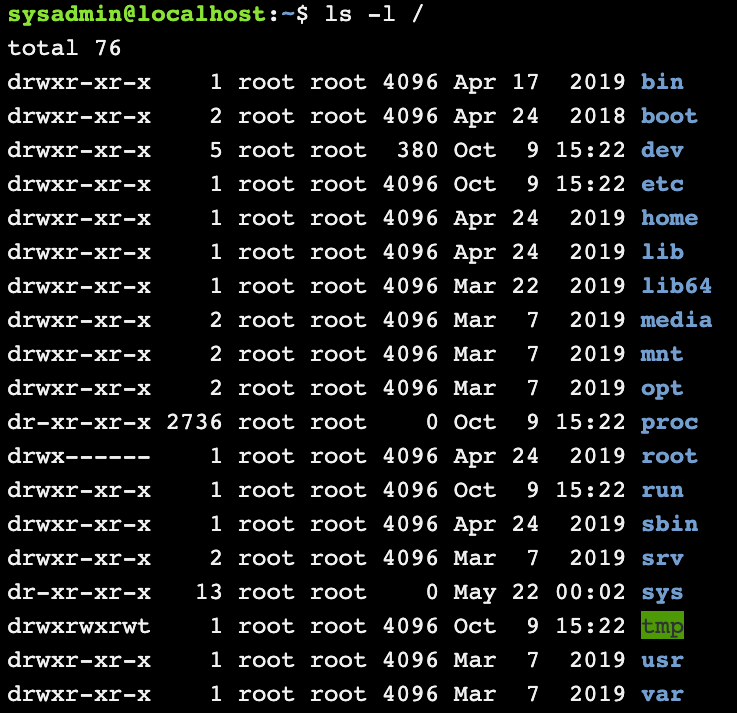 sysadmin@localhost:~$ ls -l /
total 76
drwxr-xr-x    1 root root 4096 Apr 17  2019 bin
drwxr-xr-x    2 root root 4096 Apr 24  2018 boot
drwxr-xr-x    5 root root  380 Oct  9 15:22 dev
drwxr-xr-x    1 root root 4096 Oct  9 15:22 etc
drwxr-xr-x    1 root root 4096 Apr 24  2019 home
drwxr-xr-x    1 root root 4096 Apr 24  2019 lib
drwxr-xr-x    1 root root 4096 Mar 22  2019 lib64
drwxr-xr-x    2 root root 4096 Mar  7  2019 media
drwxr-xr-x    2 root root 4096 Mar  7  2019 mnt
drwxr-xr-x    2 root root 4096 Mar  7  2019 opt
dr-xr-xr-x 2736 root root    0 Oct  9 15:22 proc
drwx------    1 root root 4096 Apr 24  2019 root
drwxr-xr-x    1 root root 4096 Oct  9 15:22 run
drwxr-xr-x    1 root root 4096 Apr 24  2019 sbin
drwxr-xr-x    2 root root 4096 Mar  7  2019 srv
dr-xr-xr-x   13 root root    0 May 22 00:02 sys
drwxrwxrwt    1 root root 4096 Oct  9 15:22 tmp
drwxr-xr-x    1 root root 4096 Mar  7  2019 usr
drwxr-xr-x    1 root root 4096 Mar  7  2019 var